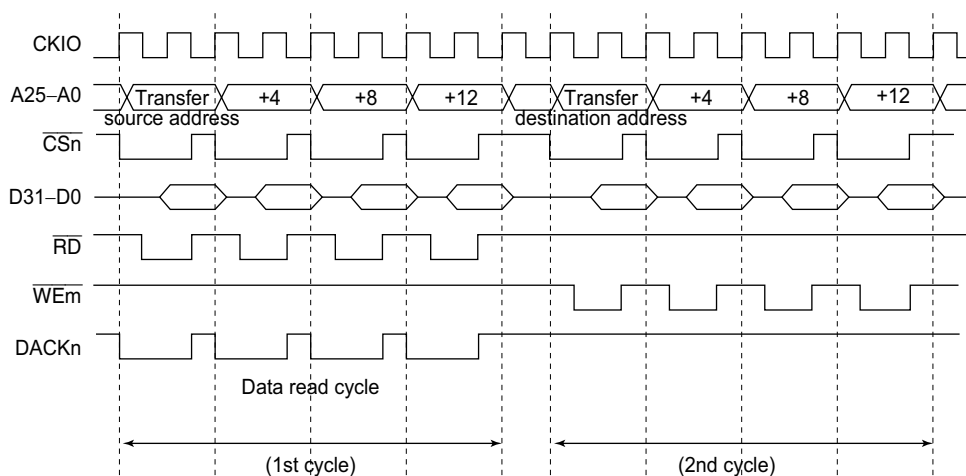 CKIO
A25–A0 Transfer +4 +8 +12 Transfer +4 +8 +12
source address destination address
CSn
D31–D0
RD
WEm
DACKn
Data read cycle
(1st cycle) (2nd cycle)